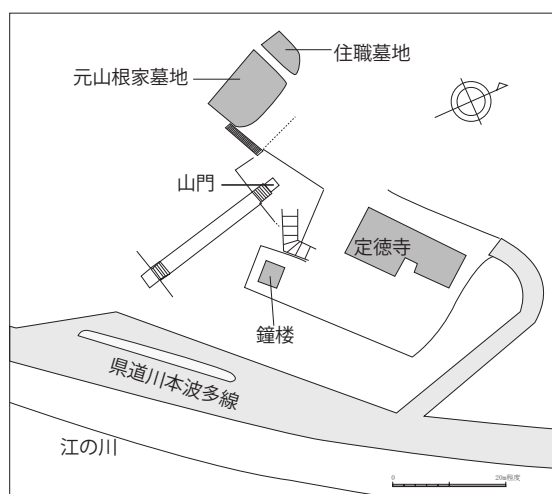 住職墓地
元山根家墓地
山門
定徳寺
鐘楼
県道川本波多線
江の川
0 20m程度